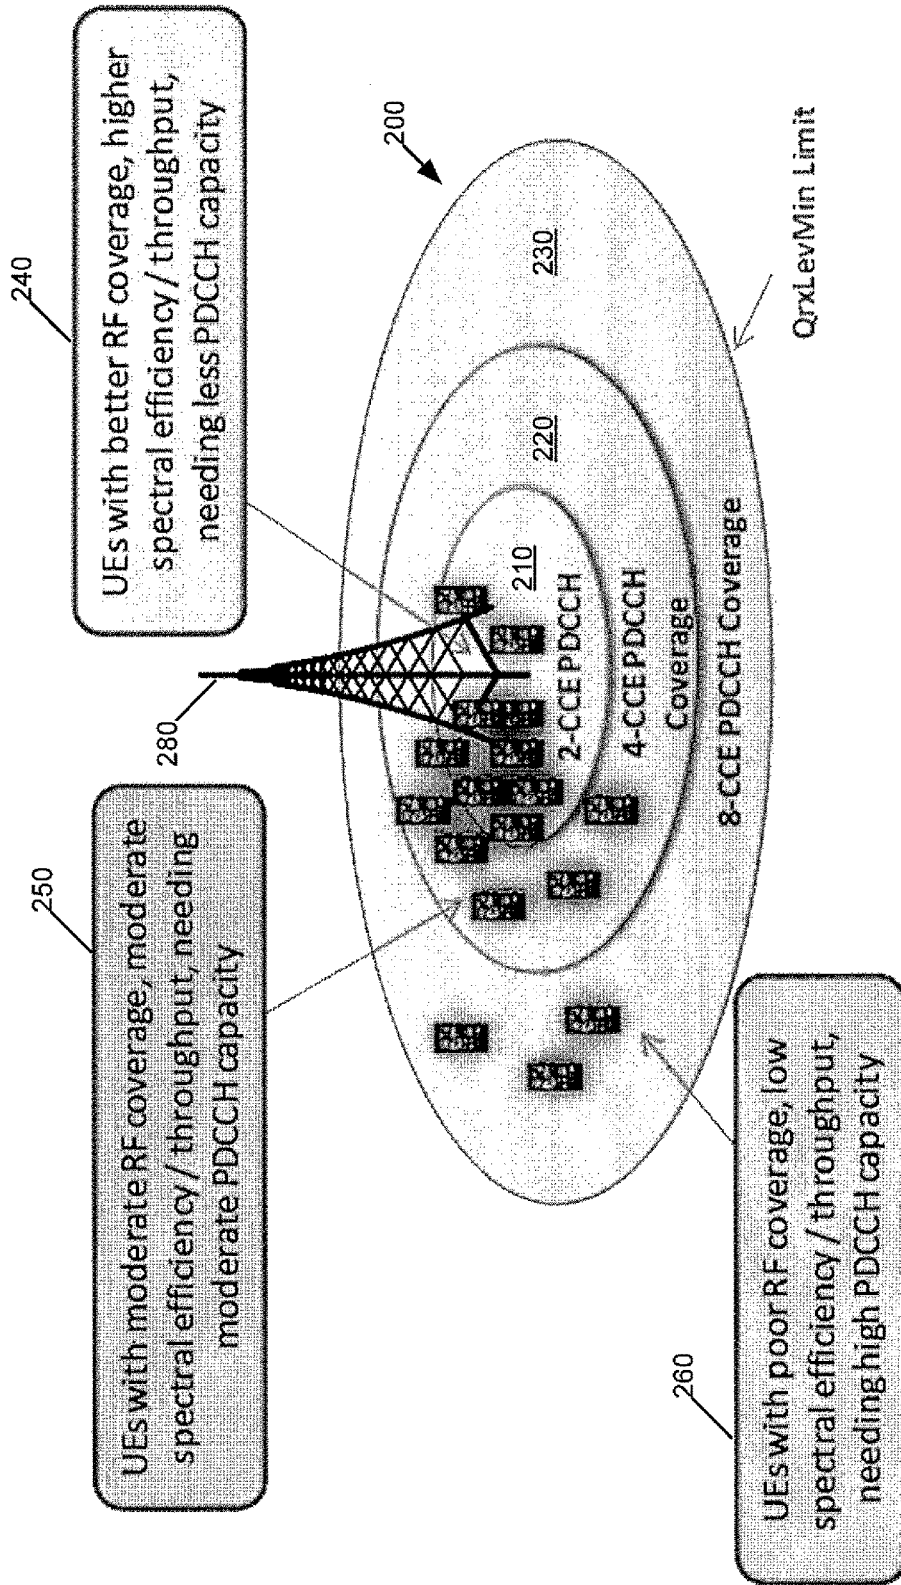 240
UEs with better RF coverage, higher
spectral efficiency / throughput,
needing less PDCCH capacity
250
UEs with moderate RF coverage, moderate
spectral efficiency / throughput, needing
moderate PDCCH capacity
280
200
210
220
230
2-CCE PDCCH
4-CCE PDCCH
Coverage
8-CCE PDCCH Coverage
QrxLevMin Limit
260
UEs with poor RF coverage, low
spectral efficiency / throughput,
needing high PDCCH capacity